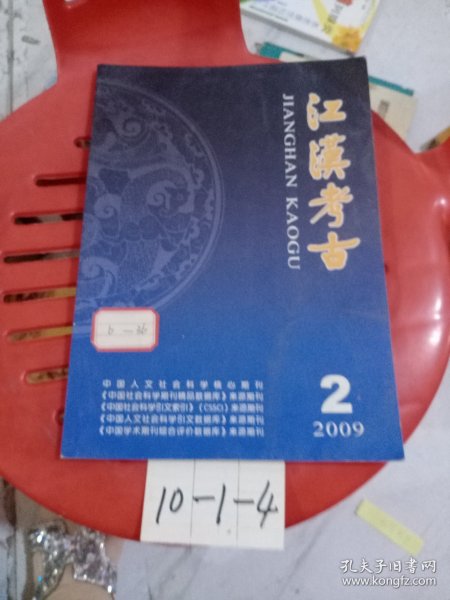 江漢考古
JIANGHAN KAOGU
中国人文社会科学核心期刊
《中国社会科学期刊精品数据库》来源期刊
《中国社会科学引文索引》(CSSCI)来源期刊
《中国人文社会科学引文数据库》来源期刊
《中国学术期刊综合评价数据库》来源期刊
2
2009
10-1-4
孔夫子旧书网
www.kongfz.com